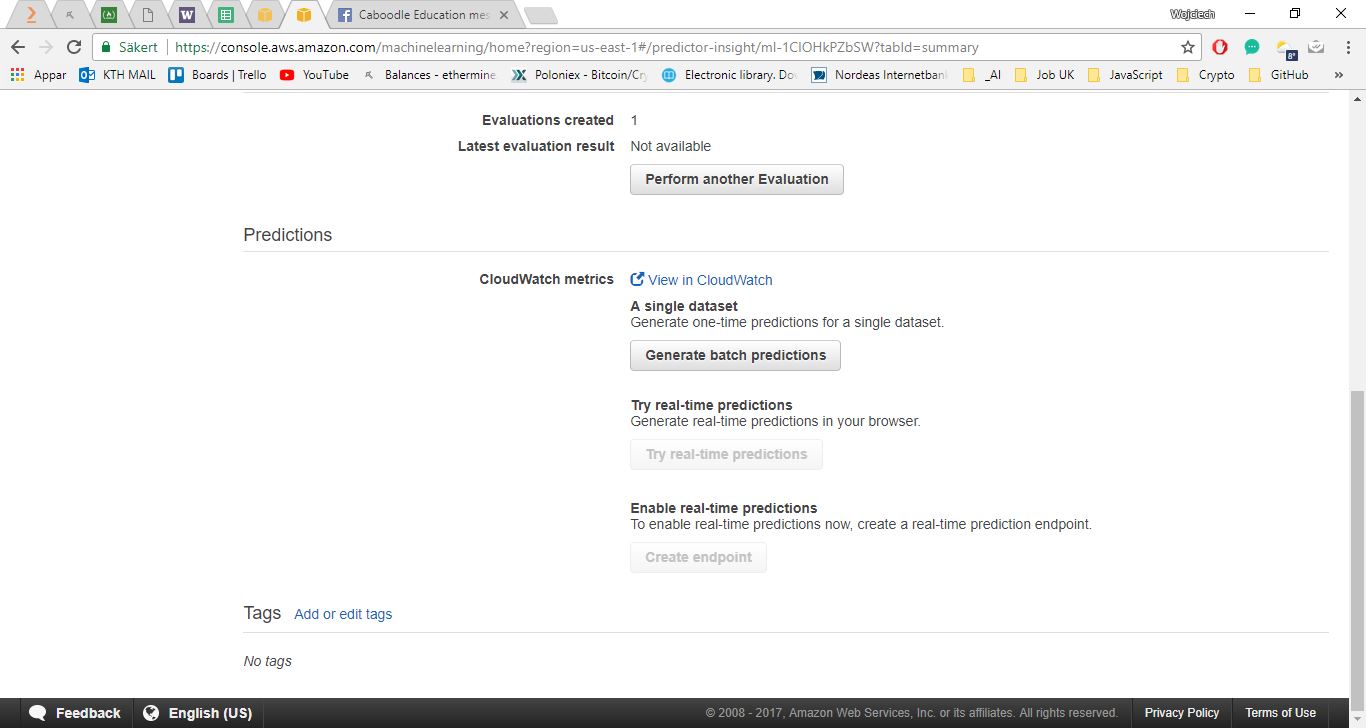 Caboodle Education mes
Wojciech
Säkert
https://console.aws.amazon.com/machinelearning/home?region=us-east-1#/predictor-insight/ml-1ClOHkPZbSW?tabId=summary
8°
Appar KTH MAIL Boards | Trello YouTube Balances - ethermine Poloniex - Bitcoin/Cry Electronic library. Do Nordeas Internetban _AI Job UK JavaScript Crypto GitHub »
Evaluations created 1
Latest evaluation result Not available
Perform another Evaluation
Predictions
CloudWatch metrics View in CloudWatch
A single dataset
Generate one-time predictions for a single dataset.
Generate batch predictions
Try real-time predictions
Generate real-time predictions in your browser.
Try real-time predictions
Enable real-time predictions
To enable real-time predictions now, create a real-time prediction endpoint.
Create endpoint
Tags Add or edit tags
No tags
Feedback English (US) © 2008 - 2017, Amazon Web Services, Inc. or its affiliates. All rights reserved. Privacy Policy Terms of Use